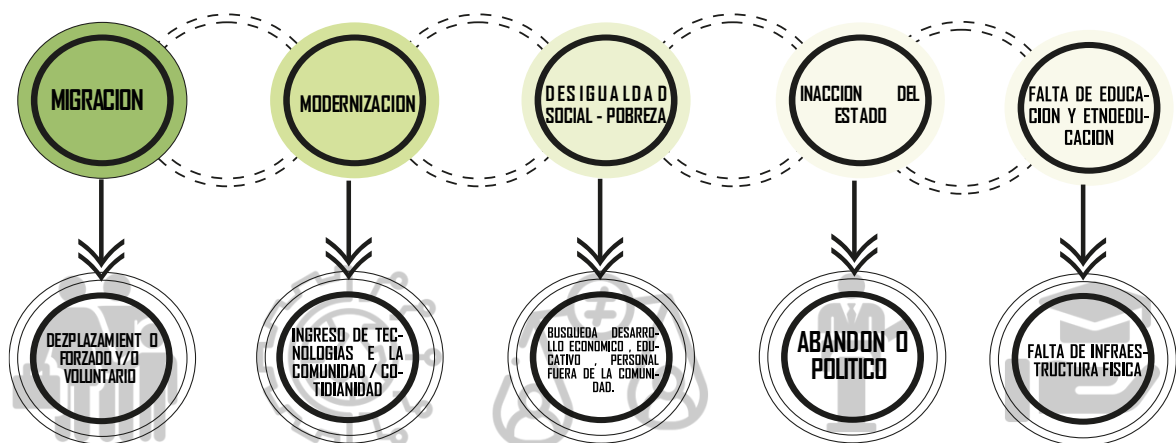 MIGRACION
MODERNIZACION
DESIGUALDAD
SOCIAL - POBREZA
INACCION DEL
ESTADO
FALTA DE EDUCA-
CION Y ETNOEDU-
CACION
DEZPLAZAMIENT O
FORZADO Y/O
VOLUNTARIO
INGRESO DE TEC-
NOLOGIAS E LA
COMUNIDAD / CO-
TIDIANIDAD
BUSQUEDA DESARRO-
LLO ECONOMICO , EDU-
CATIVO , PERSONAL
FUERA DE LA COMUNI-
DAD.
ABANDON O
POLITICO
FALTA DE INFRAES-
TRUCTURA FISICA